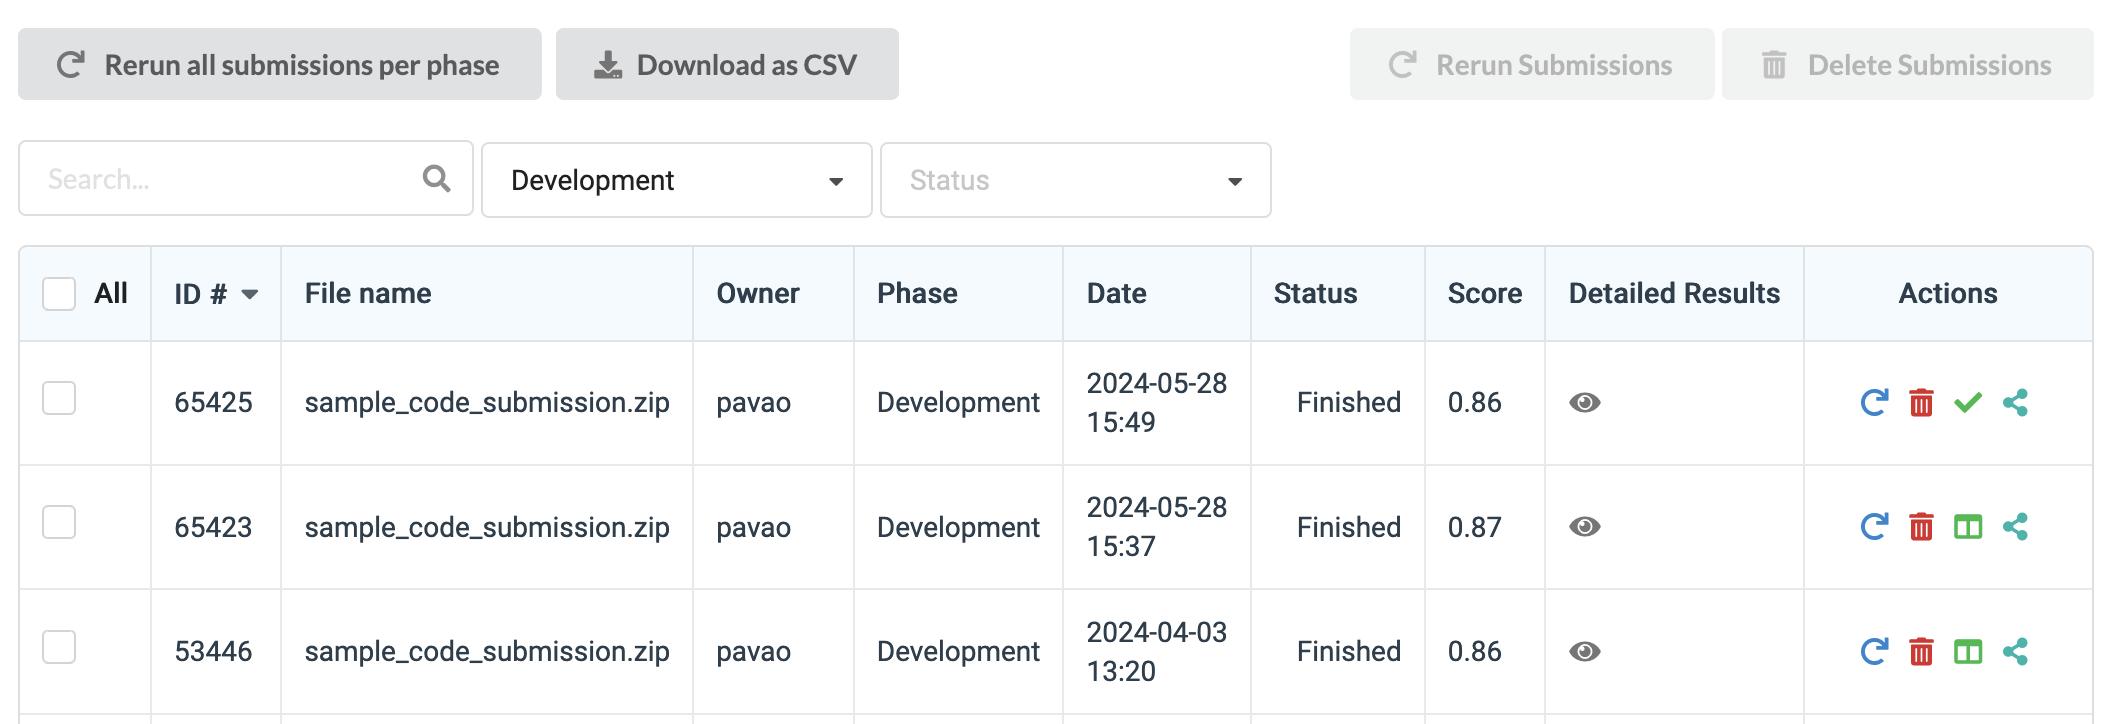 Rerun all submissions per phase Download as CSV Rerun Submissions Delete Submissions
Search... Development Status
All ID # File name Owner Phase Date Status Score Detailed Results Actions
65425 sample_code_submission.zip pavao Development 2024-05-28 15:49 Finished 0.86
65423 sample_code_submission.zip pavao Development 2024-05-28 15:37 Finished 0.87
53446 sample_code_submission.zip pavao Development 2024-04-03 13:20 Finished 0.86